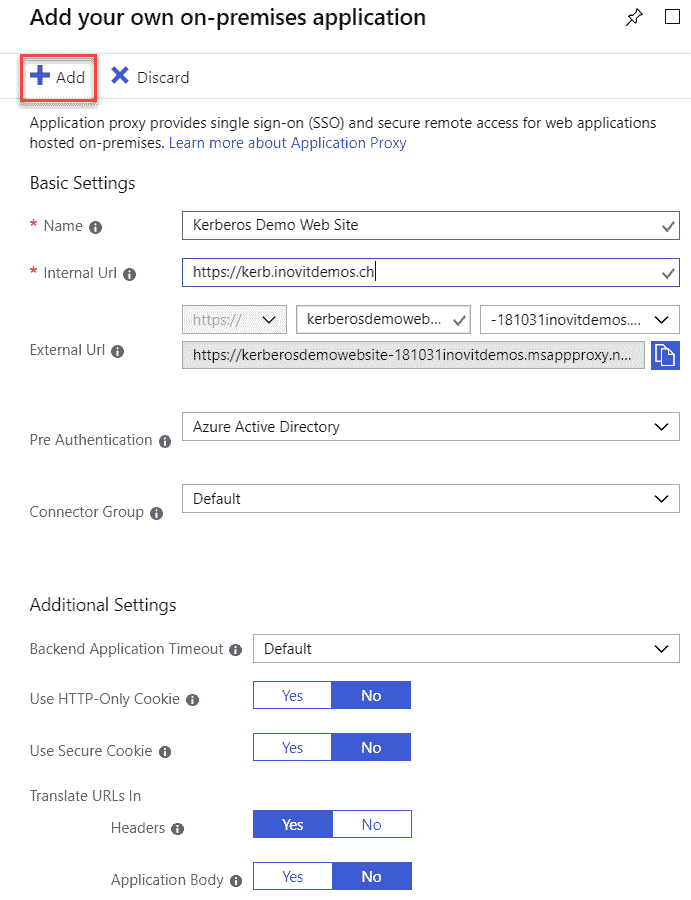 Add your own on-premises application
Add Discard
Application proxy provides single sign-on (SSO) and secure remote access for web applications
hosted on-premises. Learn more about Application Proxy
Basic Settings
* Name Kerberos Demo Web Site
* Internal Url https://kerb.inovitdemos.ch
https:// kerberosdemoweb... -181031inovitdemos....
External Url https://kerberosdemowebsite-181031inovitdemos.msappproxy.n...
Pre Authentication Azure Active Directory
Connector Group Default
Additional Settings
Backend Application Timeout Default
Use HTTP-Only Cookie Yes No
Use Secure Cookie Yes No
Translate URLs In
Headers Yes No
Application Body Yes No